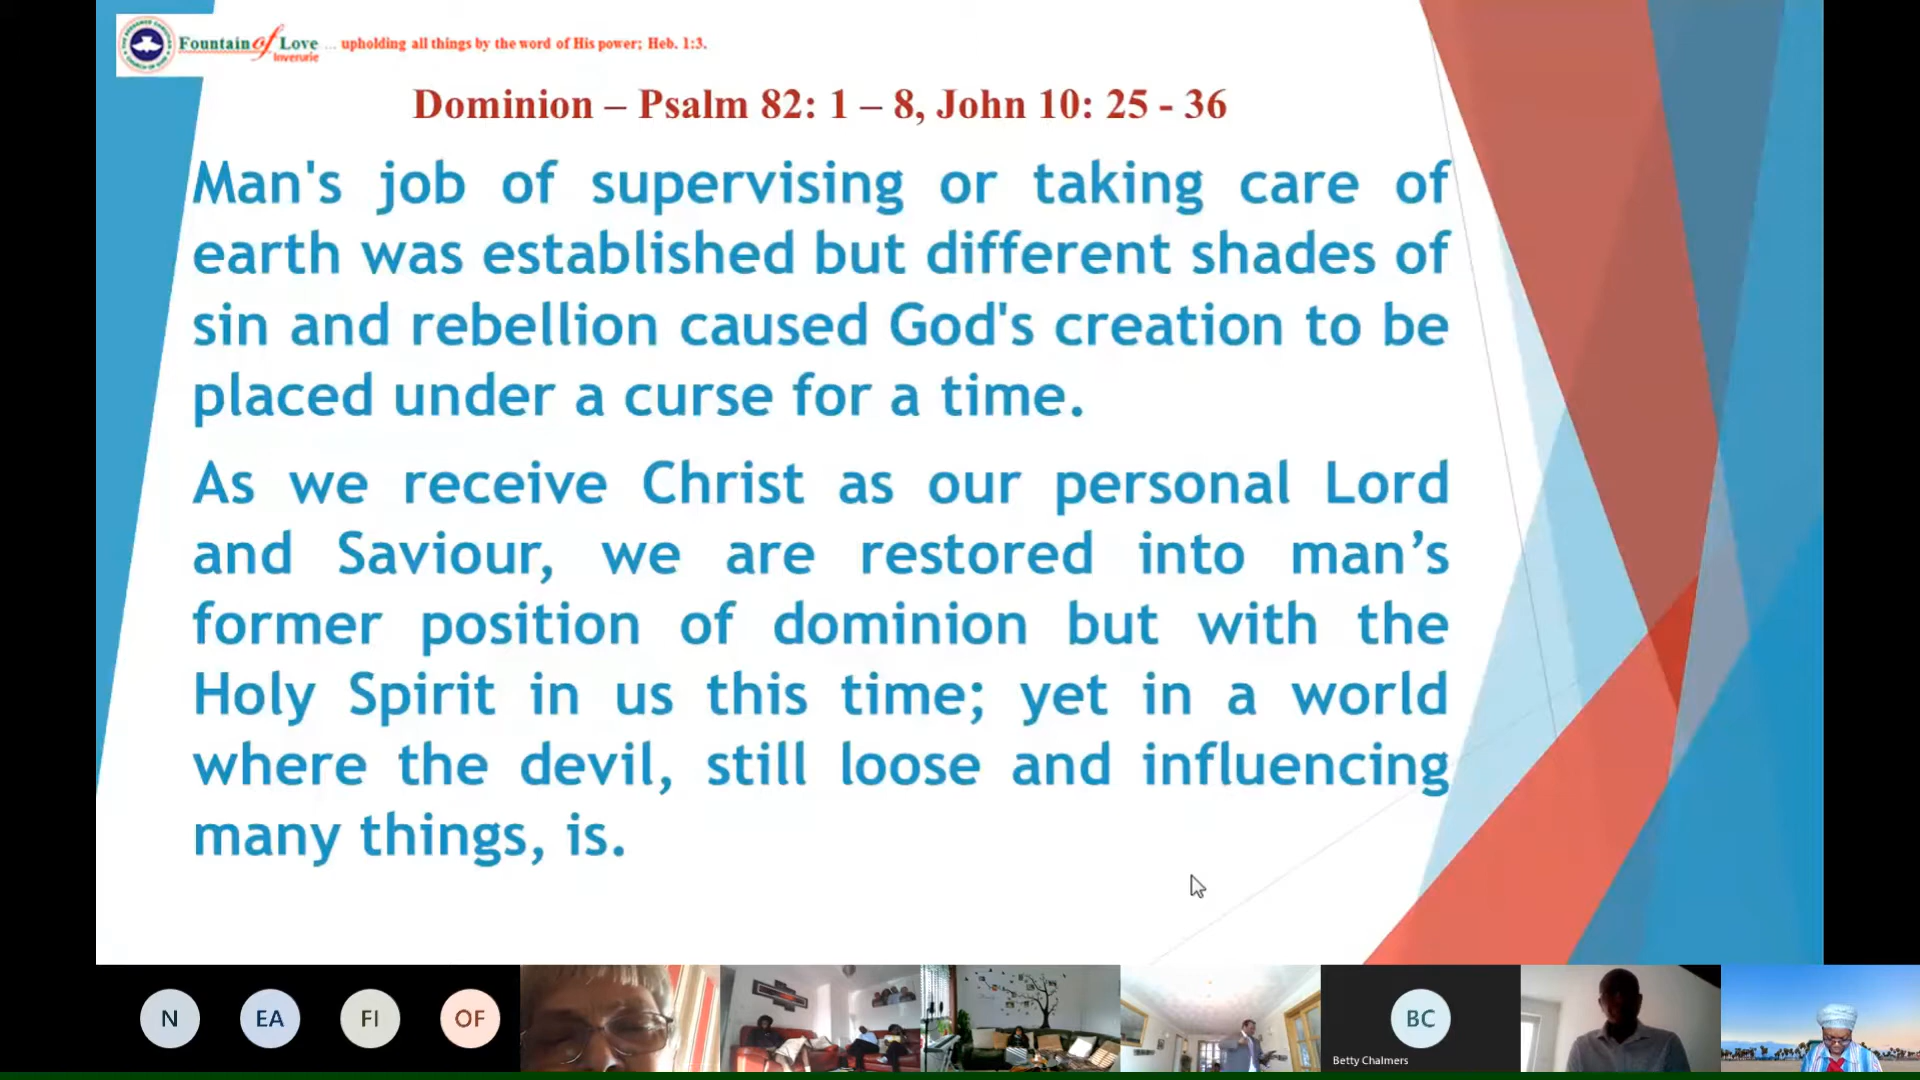 Fountain of Love ... upholding all things by the word of His power; Heb. 1:3.
Inverurie
Dominion – Psalm 82: 1 – 8, John 10: 25 - 36
Man's job of supervising or taking care of
earth was established but different shades of
sin and rebellion caused God's creation to be
placed under a curse for a time.
As we receive Christ as our personal Lord
and Saviour, we are restored into man’s
former position of dominion but with the
Holy Spirit in us this time; yet in a world
where the devil, still loose and influencing
many things, is.
N
EA
FI
OF
BC
Betty Chalmers